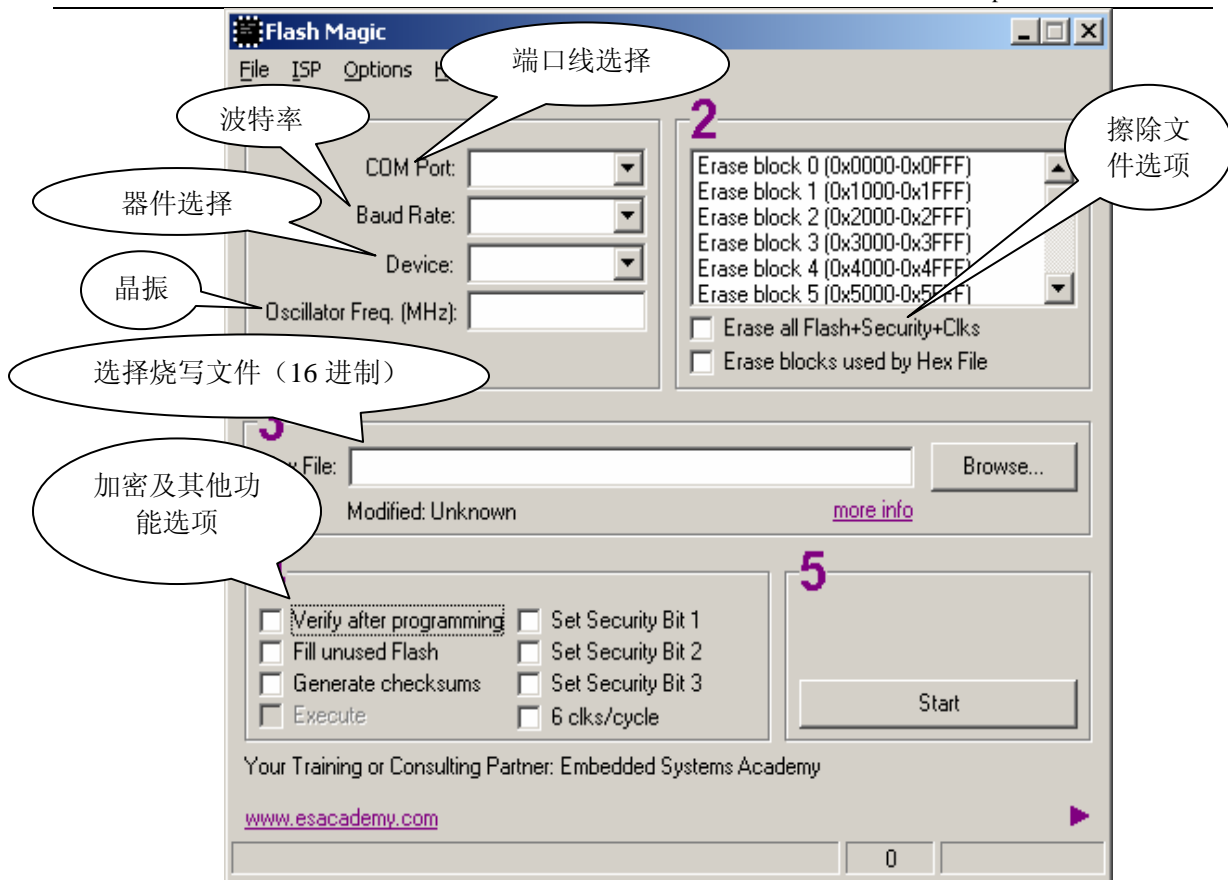 Flash Magic
File ISP Options
端口线选择
波特率
2
擦除文
件选项
COM Port:
Erase block 0 (0x0000-0x0FFF)
Erase block 1 (0x1000-0x1FFF)
器件选择
Baud Rate:
Erase block 2 (0x2000-0x2FFF)
Erase block 3 (0x3000-0x3FFF)
Device:
Erase block 4 (0x4000-0x4FFF)
Erase block 5 (0x5000-0x5FFF)
晶振
Oscillator Freq. (MHz):
Erase all Flash+Security+Clks
Erase blocks used by Hex File
选择烧写文件（16 进制）
3
File:
Browse...
加密及其他功
能选项
Modified: Unknown
more info
5
Verify after programming
Set Security Bit 1
Fill unused Flash
Set Security Bit 2
Generate checksums
Set Security Bit 3
Execute
6 clks/cycle
Start
Your Training or Consulting Partner: Embedded Systems Academy
www.esacademy.com
0